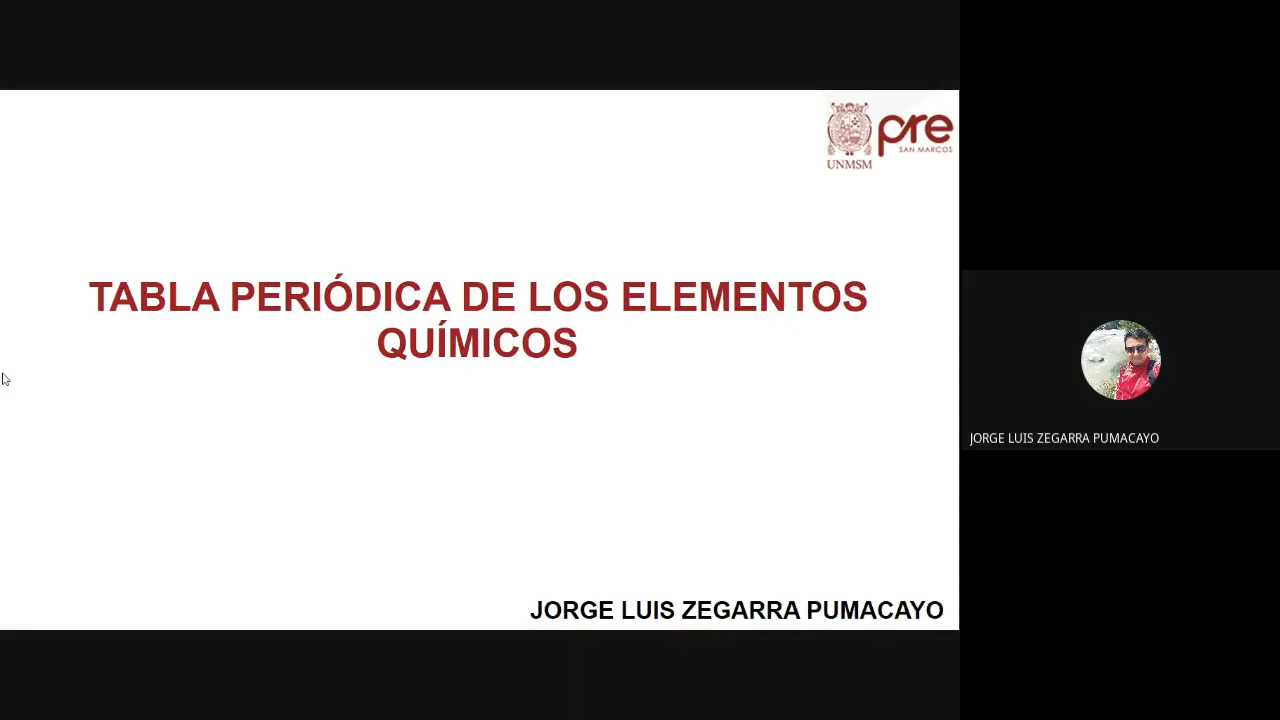 UNMSM
pre
SAN MARCOS
TABLA PERIÓDICA DE LOS ELEMENTOS
QUÍMICOS
JORGE LUIS ZEGARRA PUMACAYO
JORGE LUIS ZEGARRA PUMACAYO